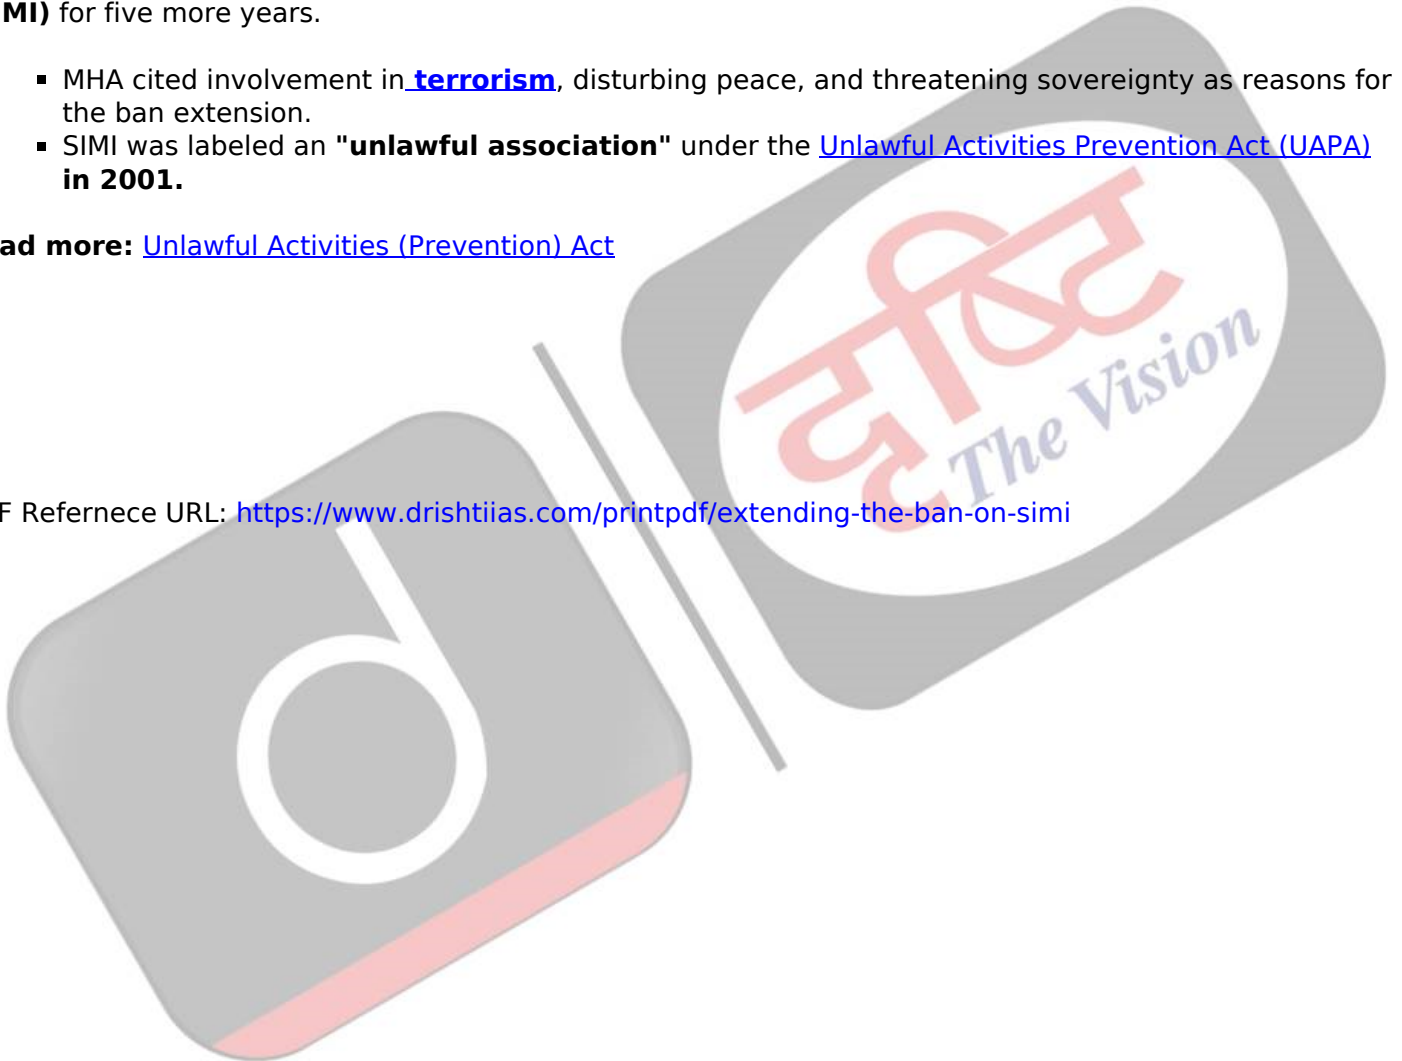 MI) for five more years.
MHA cited involvement in terrorism, disturbing peace, and threatening sovereignty as reasons for
the ban extension.
SIMI was labeled an "unlawful association" under the Unlawful Activities Prevention Act (UAPA)
in 2001.
ad more: Unlawful Activities (Prevention) Act
दृष्टि
The Vision
F Refernece URL: https://www.drishtiias.com/printpdf/extending-the-ban-on-simi
d